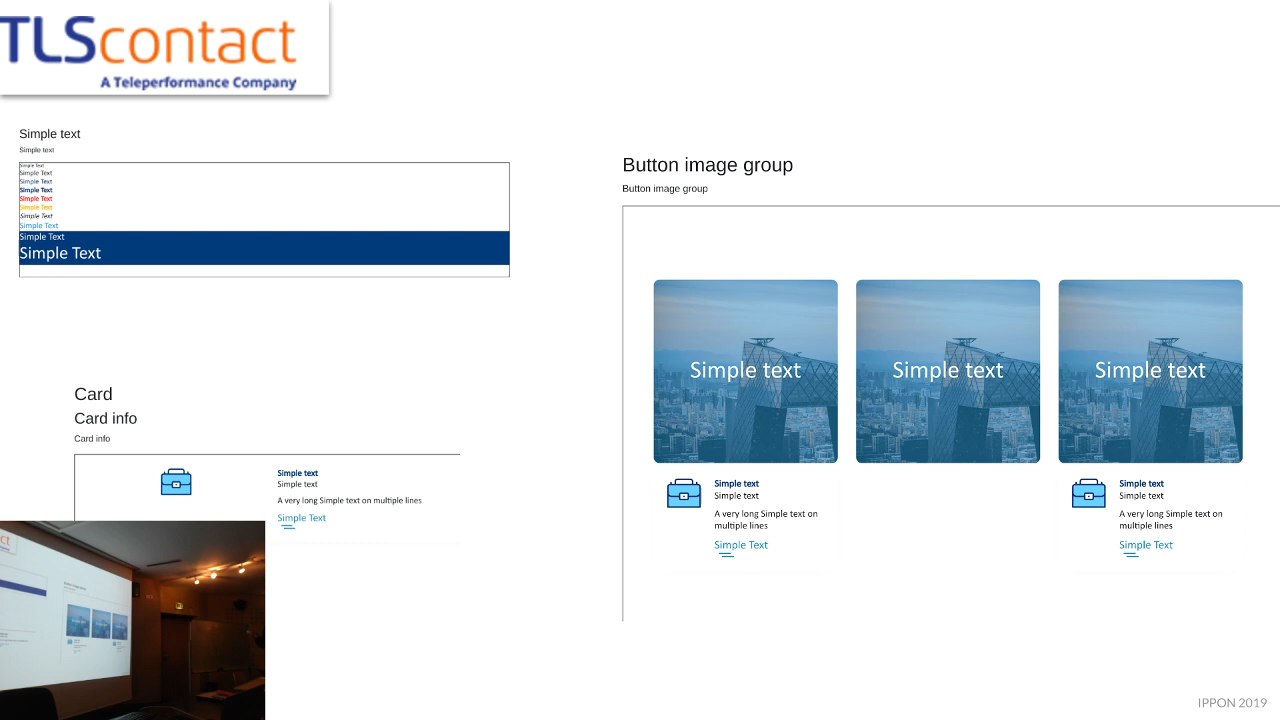 TLScontact
A Teleperformance Company
Simple text
Simple text
Simple Text
Simple Text
Simple Text
Simple Text
Simple Text
Simple Text
Simple Text
Simple Text
Simple Text
Simple Text
Card
Card info
Card info
Simple text
Simple text
A very long Simple text on multiple lines
Simple Text
Button image group
Button image group
Simple text
Simple text
Simple text
Simple text
Simple text
A very long Simple text on
multiple lines
Simple Text
Simple text
Simple text
A very long Simple text on
multiple lines
Simple Text
IPPON 2019